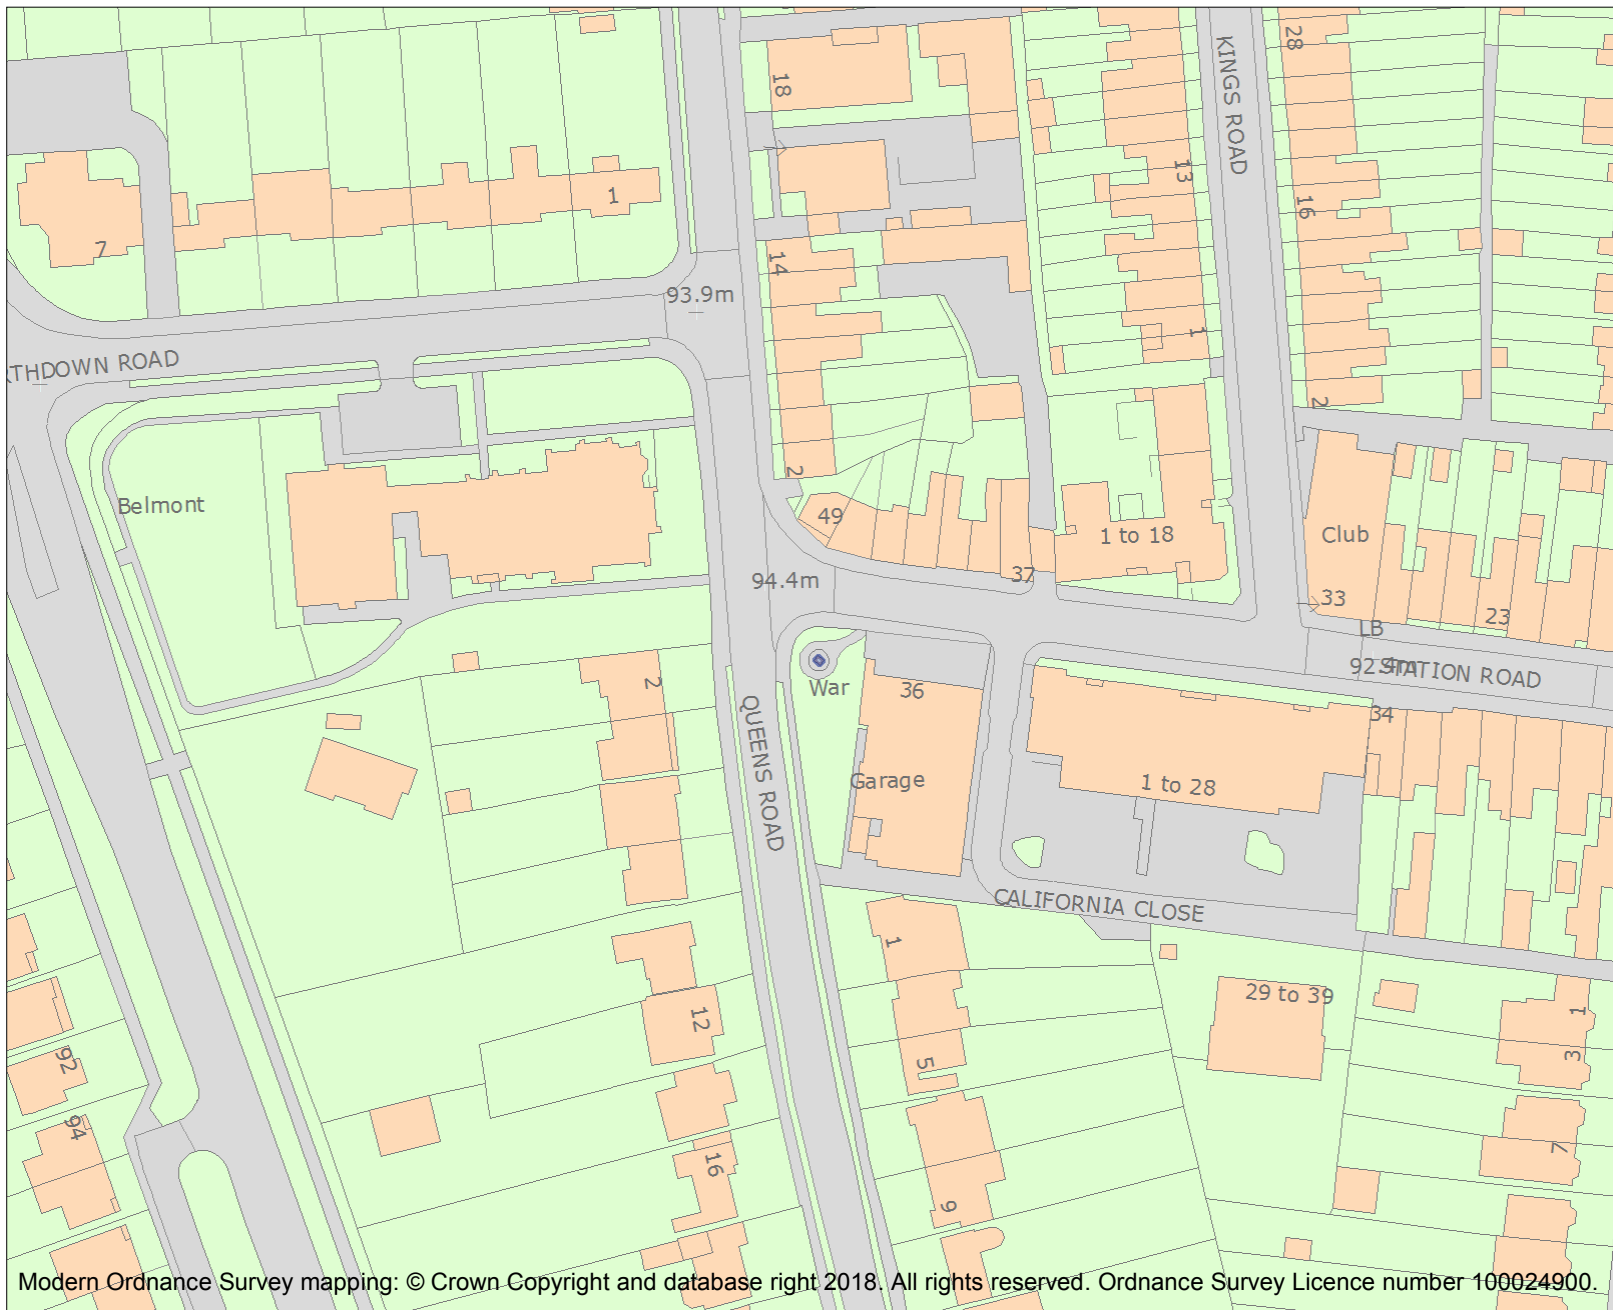 28
KINGS ROAD
18
13
1
16
7
14
93.9m
1
RTHDOWN ROAD
2
2
Belmont
49
1 to 18
Club
94.4m
37
33
23
LB
92.4m
STATION ROAD
War
36
2
34
QUEENS ROAD
Garage
1 to 28
CALIFORNIA CLOSE
1
29 to 39
12
1
92
5
3
94
16
7
9
Modern Ordnance Survey mapping: © Crown Copyright and database right 2018. All rights reserved. Ordnance Survey Licence number 100024900.